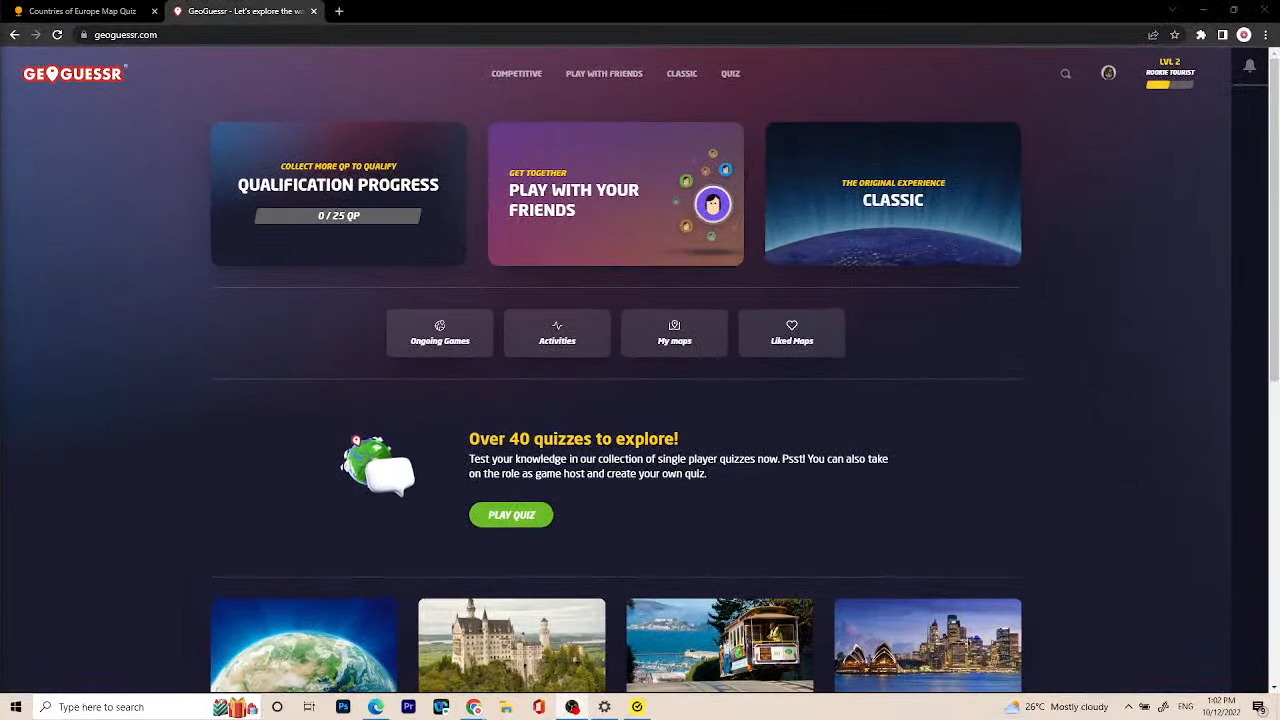 Countries of Europe Map Quiz
GeoGuessr - Let's explore the wo
geoguessr.com
GEOGUESSR
COMPETITIVE
PLAY WITH FRIENDS
CLASSIC
QUIZ
LVL 2
ROOKIE TOURIST
COLLECT MORE QP TO QUALIFY
QUALIFICATION PROGRESS
0 / 25 QP
GET TOGETHER
PLAY WITH YOUR
FRIENDS
THE ORIGINAL EXPERIENCE
CLASSIC
Ongoing Games
Activities
My maps
Liked Maps
Over 40 quizzes to explore!
Test your knowledge in our collection of single player quizzes now. Psst! You can also take
on the role as game host and create your own quiz.
PLAY QUIZ
Type here to search
Ps
Pr
26°C Mostly cloudy
ENG
1:02 PM
10/12/2022